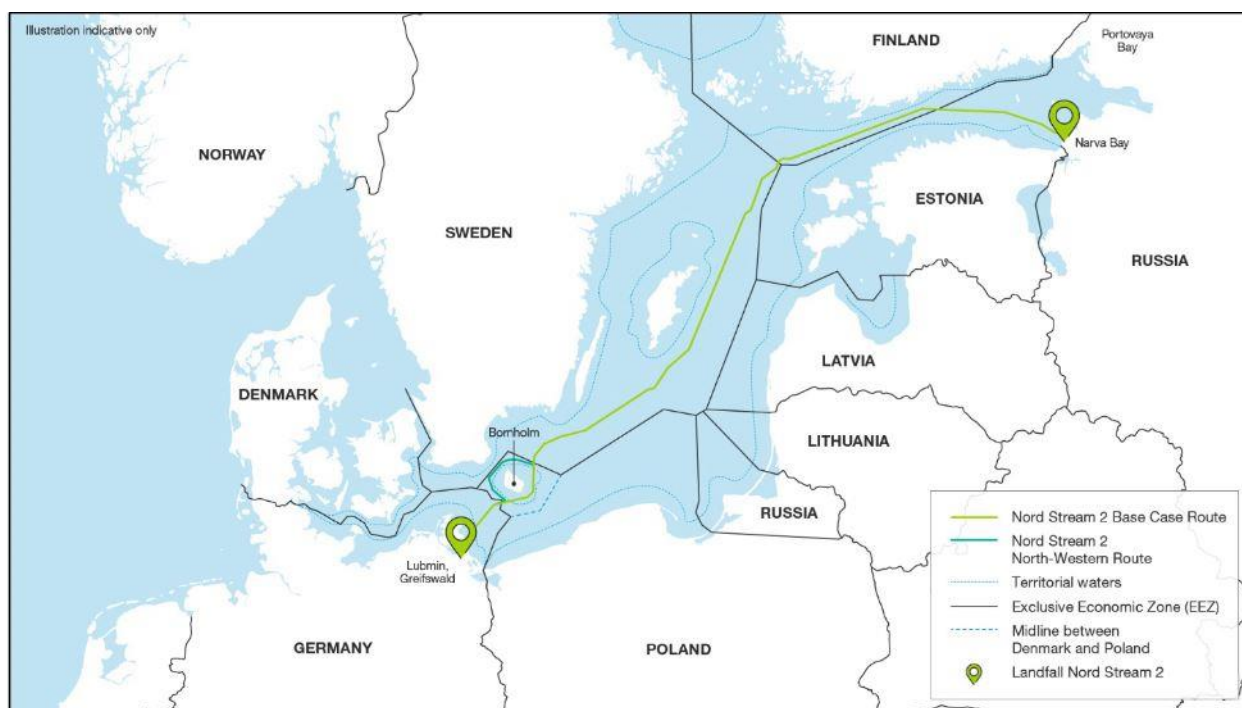 Illustration indicative only
FINLAND
Portovaya
Bay
NORWAY
Narva Bay
SWEDEN
ESTONIA
RUSSIA
LATVIA
DENMARK
Bornholm
LITHUANIA
RUSSIA
Lubmin,
Greifswald
GERMANY
POLAND
Nord Stream 2 Base Case Route
Nord Stream 2
North-Western Route
Territorial waters
Exclusive Economic Zone (EEZ)
Midline between
Denmark and Poland
Landfall Nord Stream 2